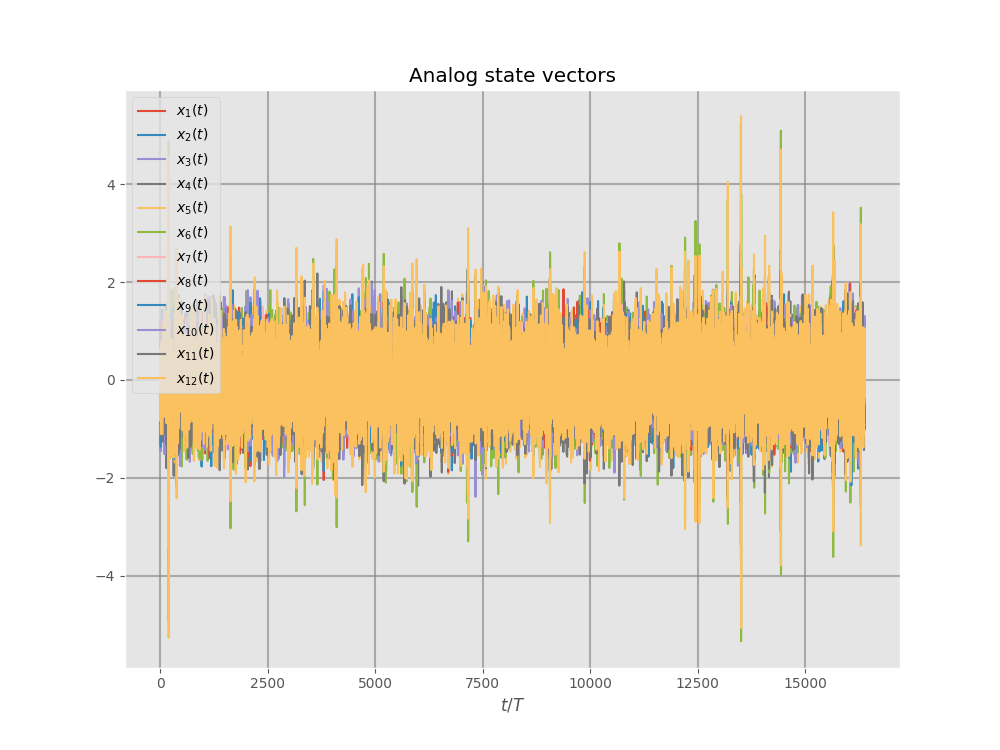 Analog state vectors
x₁(t)
x₂(t)
x₃(t)
x₄(t)
x₅(t)
x₆(t)
x₇(t)
x₈(t)
x₉(t)
x₁₀(t)
x₁₁(t)
x₁₂(t)
4
2
0
−2
−4
0 2500 5000 7500 10000 12500 15000
t/T